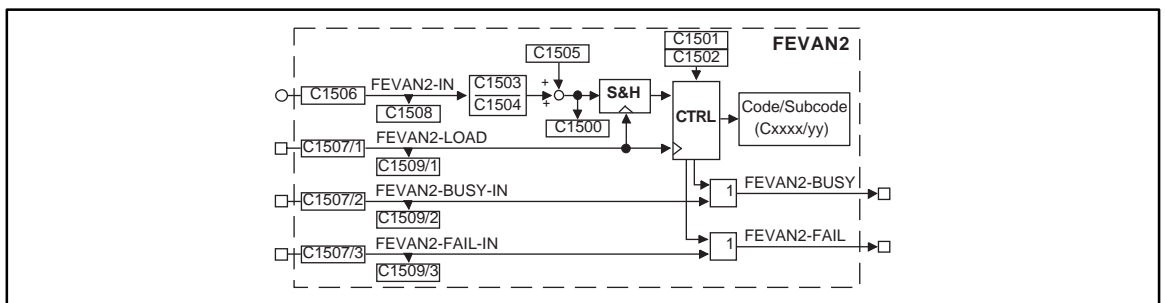 FEVAN2
C1501
C1502
C1505
C1506
FEVAN2-IN
C1508
C1503
C1504
+
+
C1500
S&H
CTRL
Code/Subcode
(Cxxxx/yy)
C1507/1
FEVAN2-LOAD
C1509/1
C1507/2
FEVAN2-BUSY-IN
C1509/2
1
FEVAN2-BUSY
C1507/3
FEVAN2-FAIL-IN
C1509/3
1
FEVAN2-FAIL